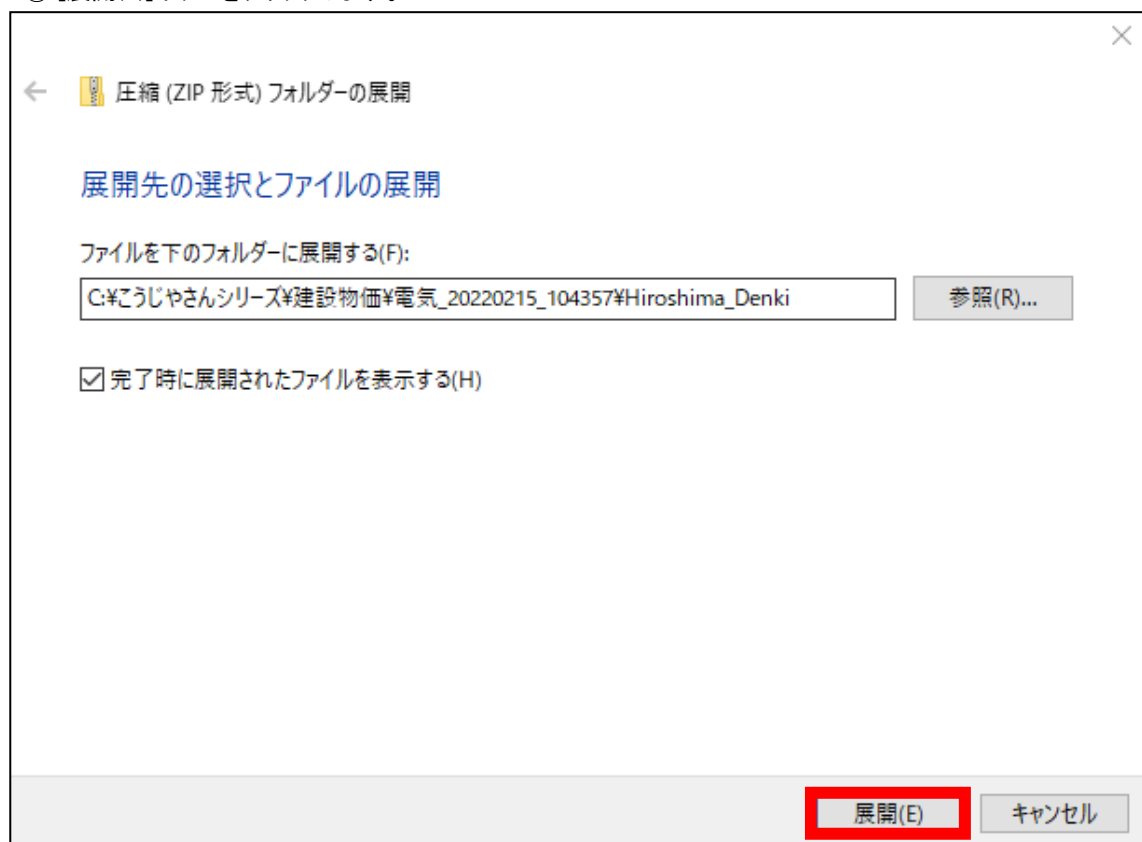 圧縮 (ZIP 形式) フォルダーの展開
展開先の選択とファイルの展開
ファイルを下のフォルダーに展開する(F):
C:¥こうじやさんシリーズ¥建設物価¥電気_20220215_104357¥Hiroshima_Denki
参照(R)...
完了時に展開されたファイルを表示する(H)
展開(E)
キャンセル